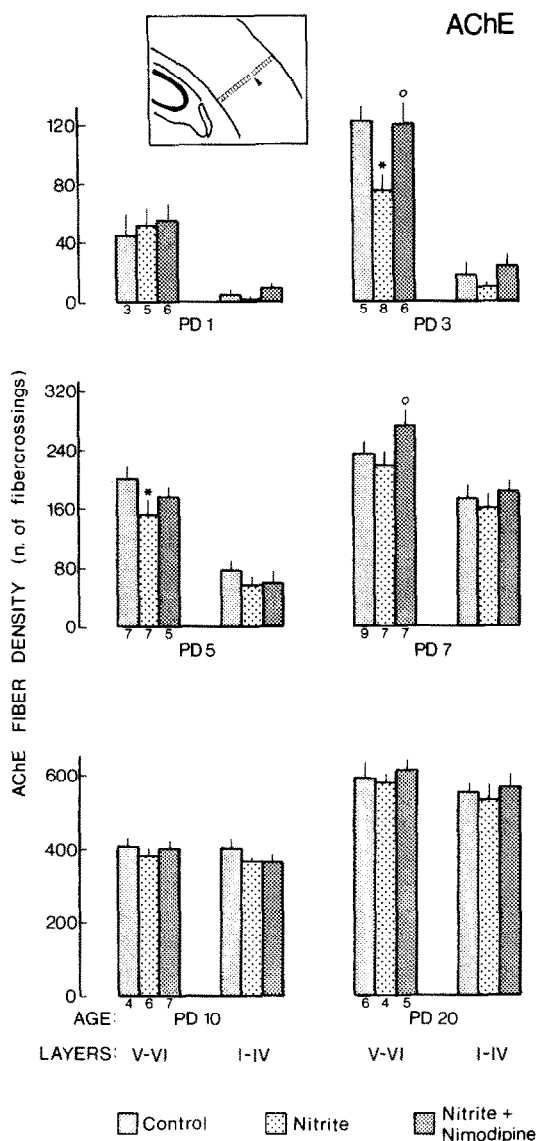 AChE
120
80
40
0
*
o
3 5 6
5 8 6
PD 1
PD 3
AChE FIBER DENSITY (n. of fibercrossings)
320
240
160
80
0
*
o
7 7 5
9 7 7
PD 5
PD 7
600
400
200
0
4 6 7
6 4 5
AGE: PD 10
PD 20
LAYERS: V-VI I-IV V-VI I-IV
Control
Nitrite
Nitrite +
Nimodipine